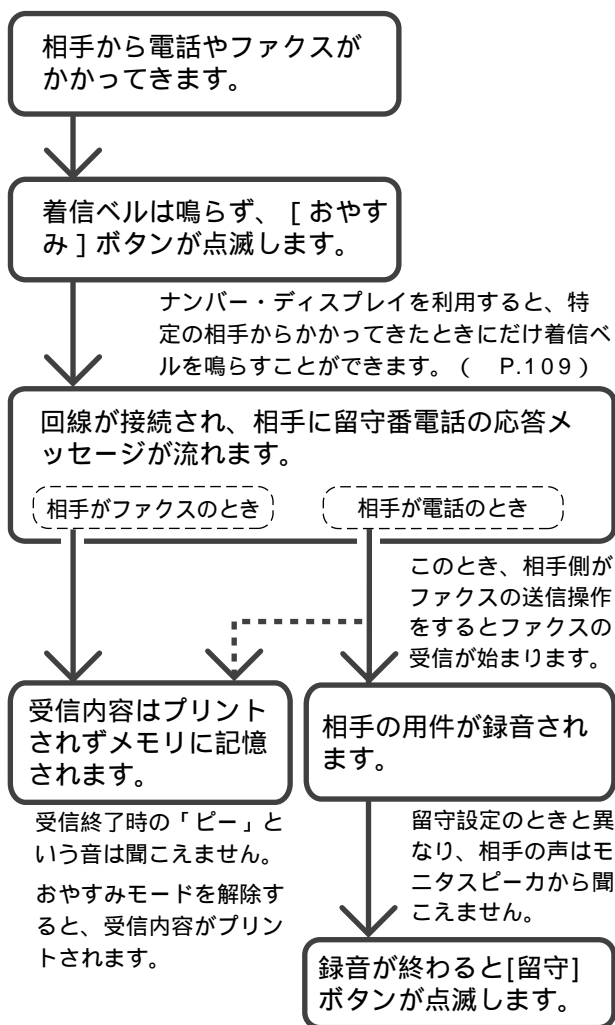 相手から電話やファクスが
かかってきます。
着信ベルは鳴らず、［おやす
み］ボタンが点滅します。
ナンバー・ディスプレイを利用すると、特
定の相手からかかってきたときにだけ着信ベ
ルを鳴らすことができます。（　P.109）
回線が接続され、相手に留守番電話の応答メ
ッセージが流れます。
相手がファクスのとき
相手が電話のとき
このとき、相手側が
ファクスの送信操作
をするとファクスの
受信が始まります。
受信内容はプリント
されずメモリに記憶
されます。
受信終了時の「ピー」と
いう音は聞こえません。
おやすみモードを解除す
ると、受信内容がプリン
トされます。
相手の用件が録音され
ます。
留守設定のときと異
なり、相手の声はモ
ニタスピーカから聞
こえません。
録音が終わると[留守]
ボタンが点滅します。